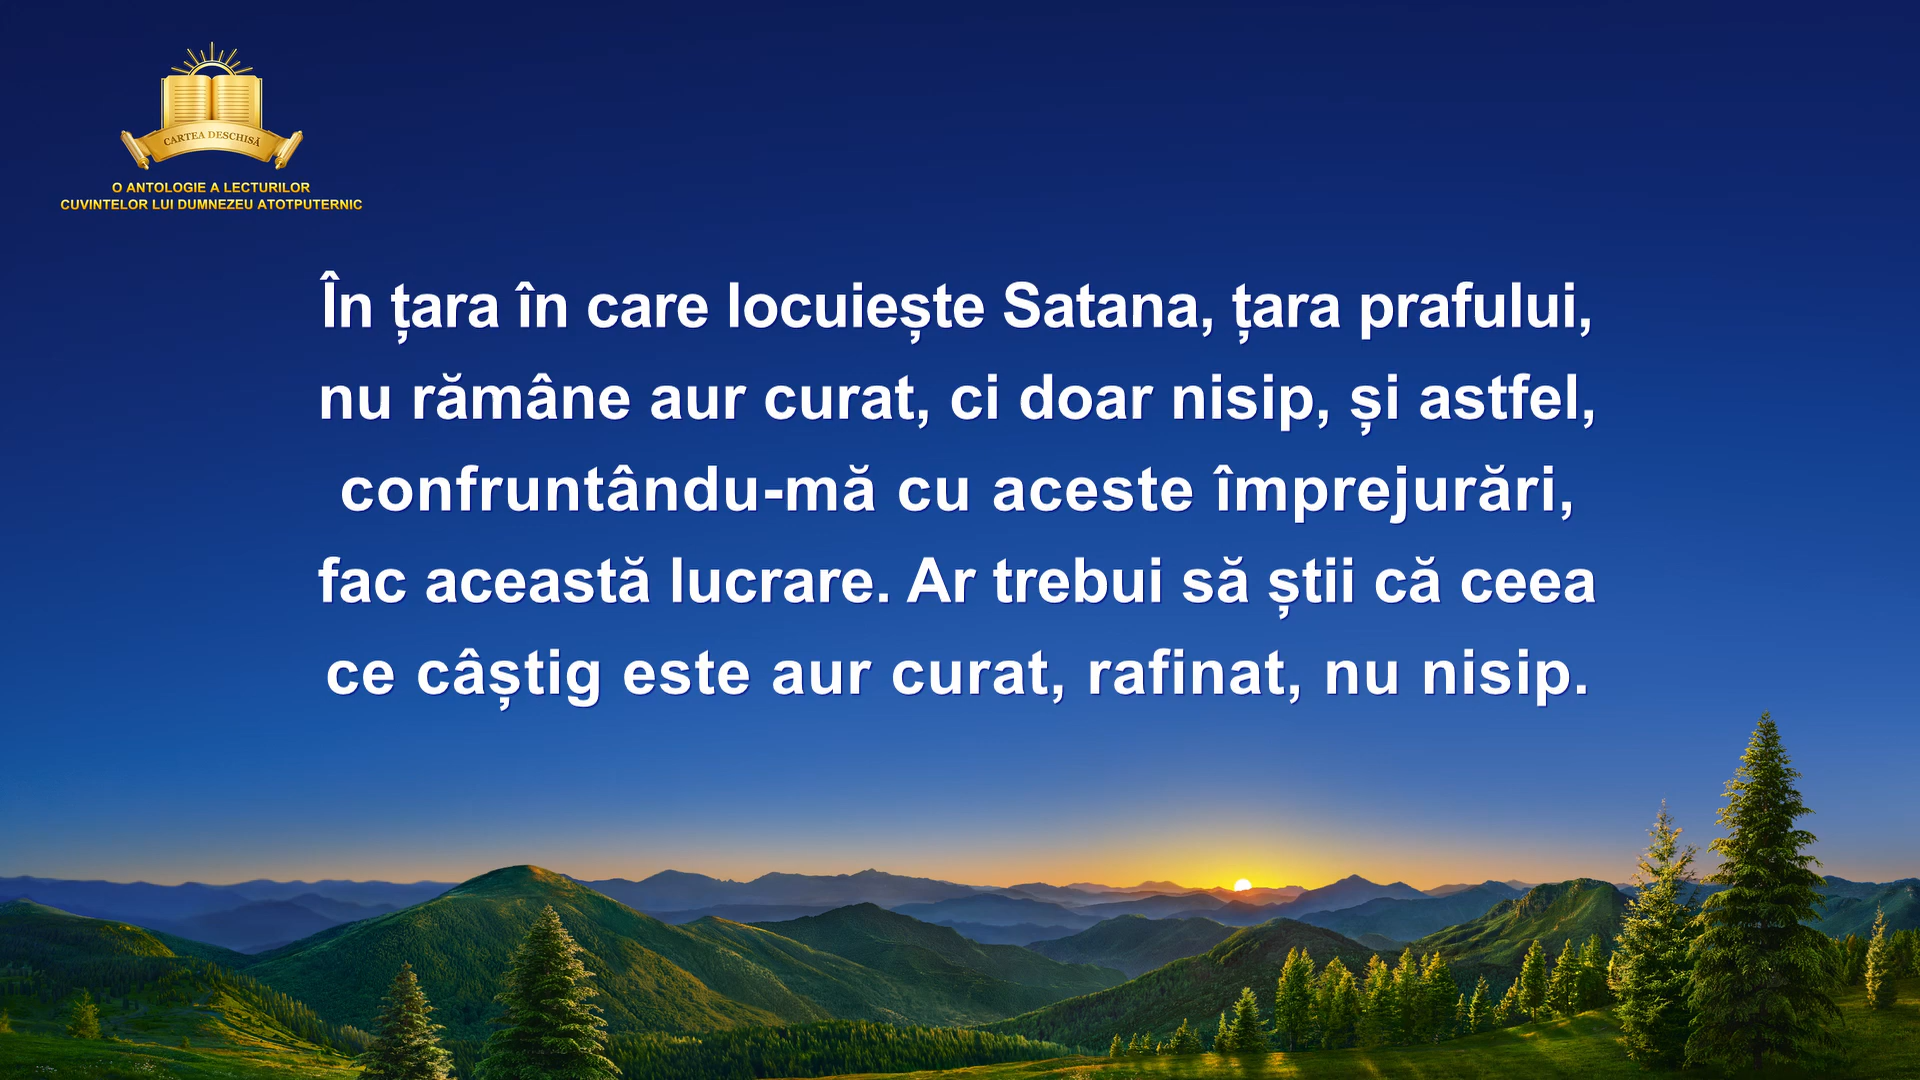 CARTEA DESCHISĂ
O ANTOLOGIE A LECTURILOR
CUVINTELOR LUI DUMNEZEU ATOTPUTERNIC
În țara în care locuiește Satana, țara prafului,
nu rămâne aur curat, ci doar nisip, și astfel,
confruntându-mă cu aceste împrejurări,
fac această lucrare. Ar trebui să știi că ceea
ce câștig este aur curat, rafinat, nu nisip.